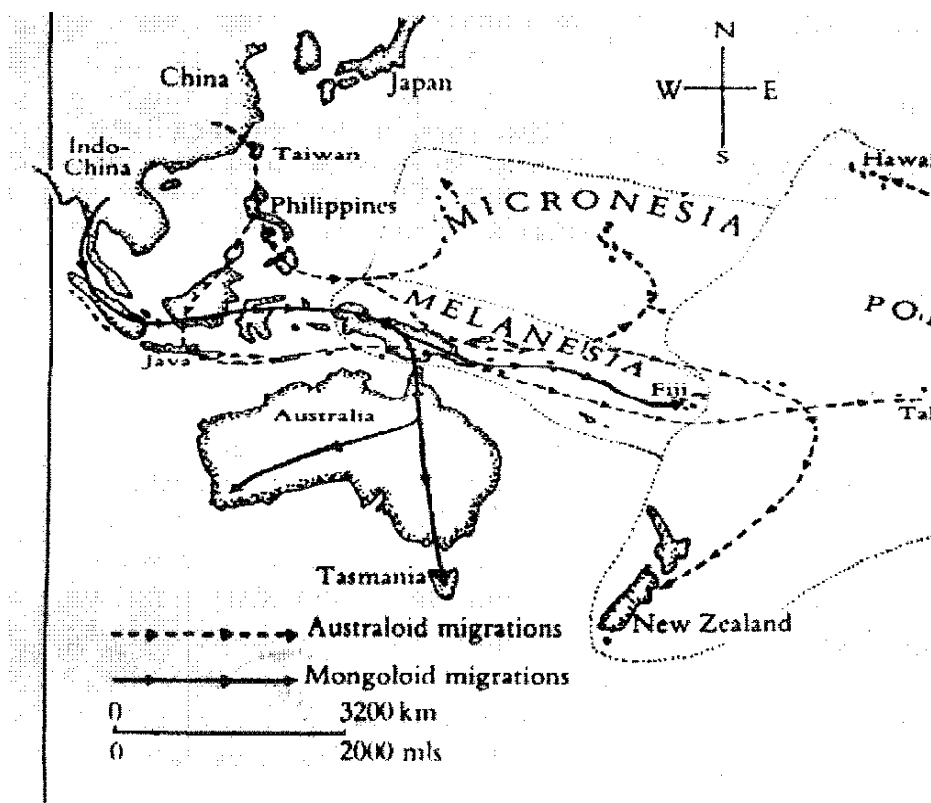 N
China
Japan
W
E
S
Indo-
China
Taiwan
Hawai
Philippines
MICRONESIA
MELANESIA
Java
Fiji
Australia
Tasmania
New Zealand
Australoid migrations
Mongoloid migrations
0
3200 km
0
2000 mls